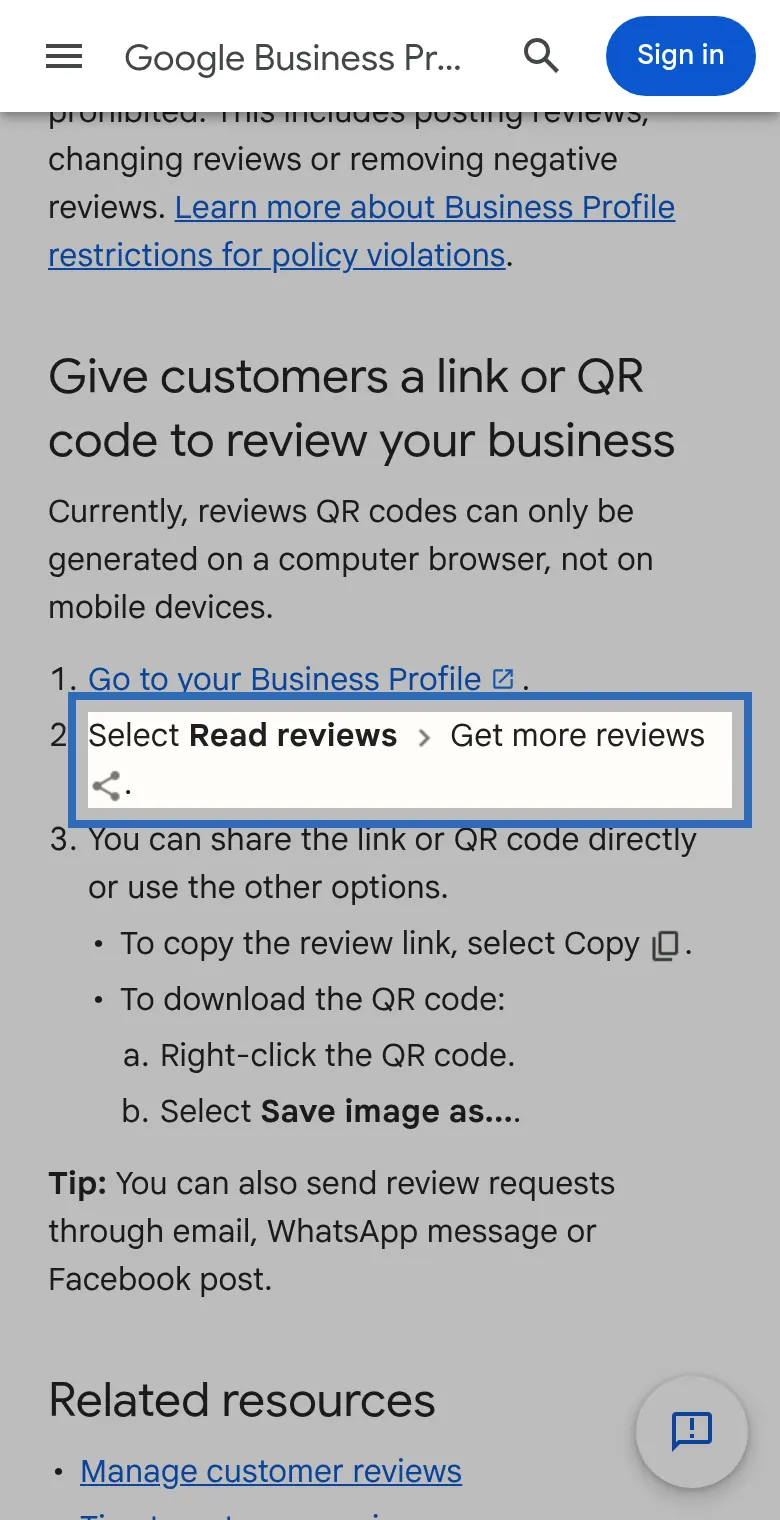 Google Business Pr...
Sign in
prohibited. This includes posting reviews,
changing reviews or removing negative
reviews. Learn more about Business Profile
restrictions for policy violations.
Give customers a link or QR
code to review your business
Currently, reviews QR codes can only be
generated on a computer browser, not on
mobile devices.
1. Go to your Business Profile .
2 Select Read reviews > Get more reviews
.
3. You can share the link or QR code directly
or use the other options.
• To copy the review link, select Copy .
• To download the QR code:
a. Right-click the QR code.
b. Select Save image as....
Tip: You can also send review requests
through email, WhatsApp message or
Facebook post.
Related resources
• Manage customer reviews